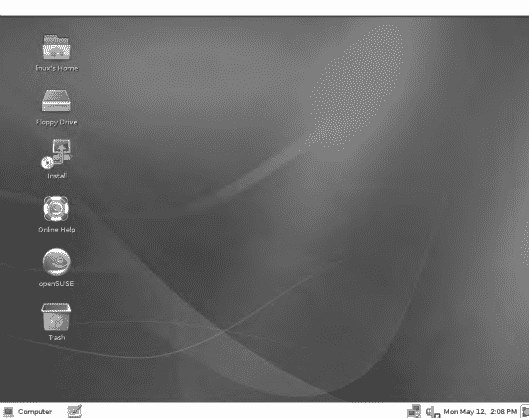 linux's Home
Floppy Drive
Install
Online Help
openSUSE
Trash
Computer
Mon May 12, 2:08 PM